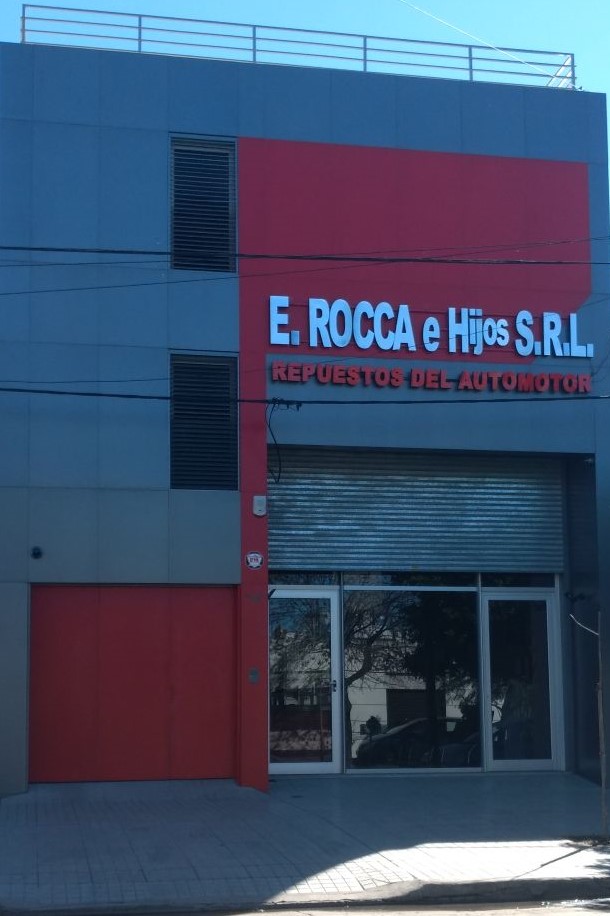 E. ROCCA e Hijos S.R.L.
REPUESTOS DEL AUTOMOTOR